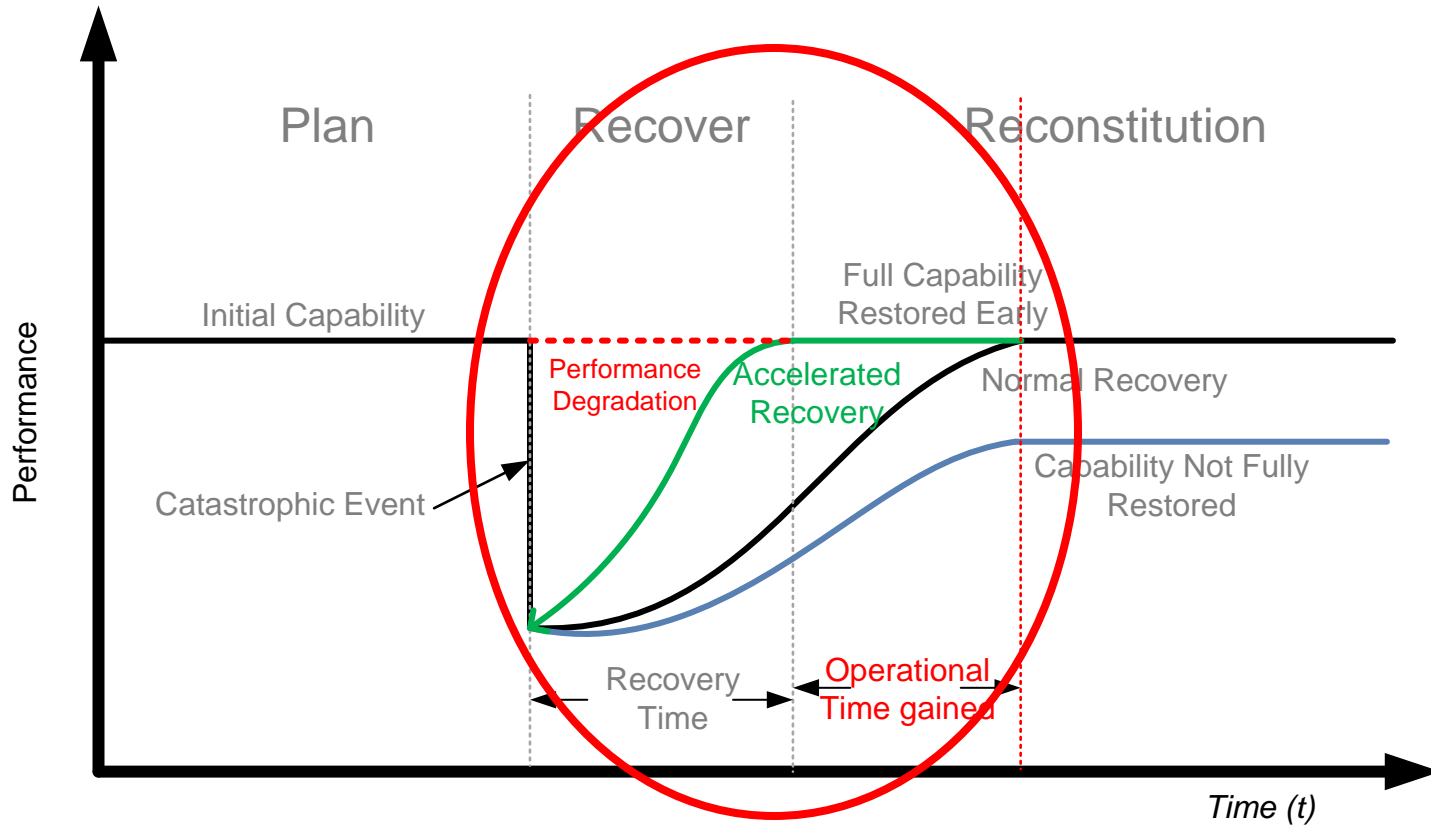 Plan
Recover
Reconstitution
Full Capability
Restored Early
Initial Capability
Performance
Performance
Degradation
Accelerated
Recovery
Normal Recovery
Capability Not Fully
Restored
Catastrophic Event
Recovery
Time
Operational
Time gained
Time (t)